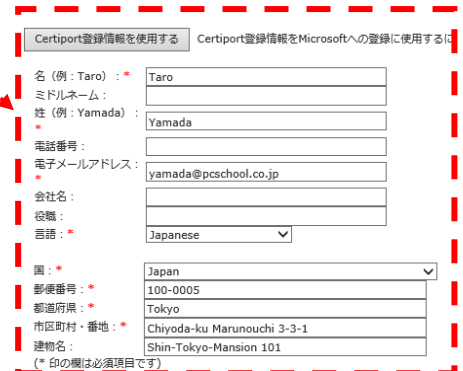 Certiport登録情報を使用する Certiport登録情報をMicrosoftへの登録に使用するに
名（例：Taro）：* Taro
ミドルネーム：
姓（例：Yamada）：
* Yamada
電話番号：
電子メールアドレス：
* yamada@pcschool.co.jp
会社名：
役職：
言語：* Japanese
国：* Japan
郵便番号：* 100-0005
都道府県：* Tokyo
市区町村・番地：* Chiyoda-ku Marunouchi 3-3-1
建物名： Shin-Tokyo-Mansion 101
(* 印の欄は必須項目です)